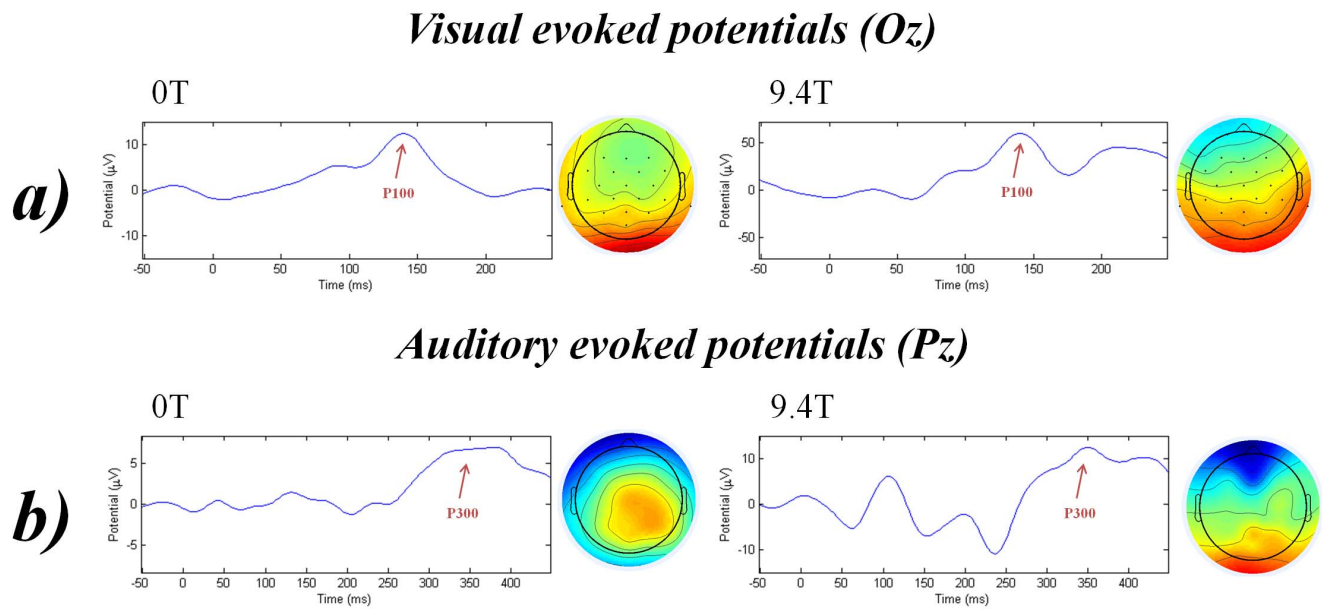 Visual evoked potentials (Oz)
0T
9.4T
a)
Potential (µV)
10
0
-10
P100
-50 0 50 100 150 200
Time (ms)
Potential (µV)
50
0
-50
P100
-50 0 50 100 150 200
Time (ms)
Auditory evoked potentials (Pz)
0T
9.4T
b)
Potential (µV)
5
0
-5
P300
-50 0 50 100 150 200 250 300 350 400
Time (ms)
Potential (µV)
10
0
-10
P300
-50 0 50 100 150 200 250 300 350 400
Time (ms)